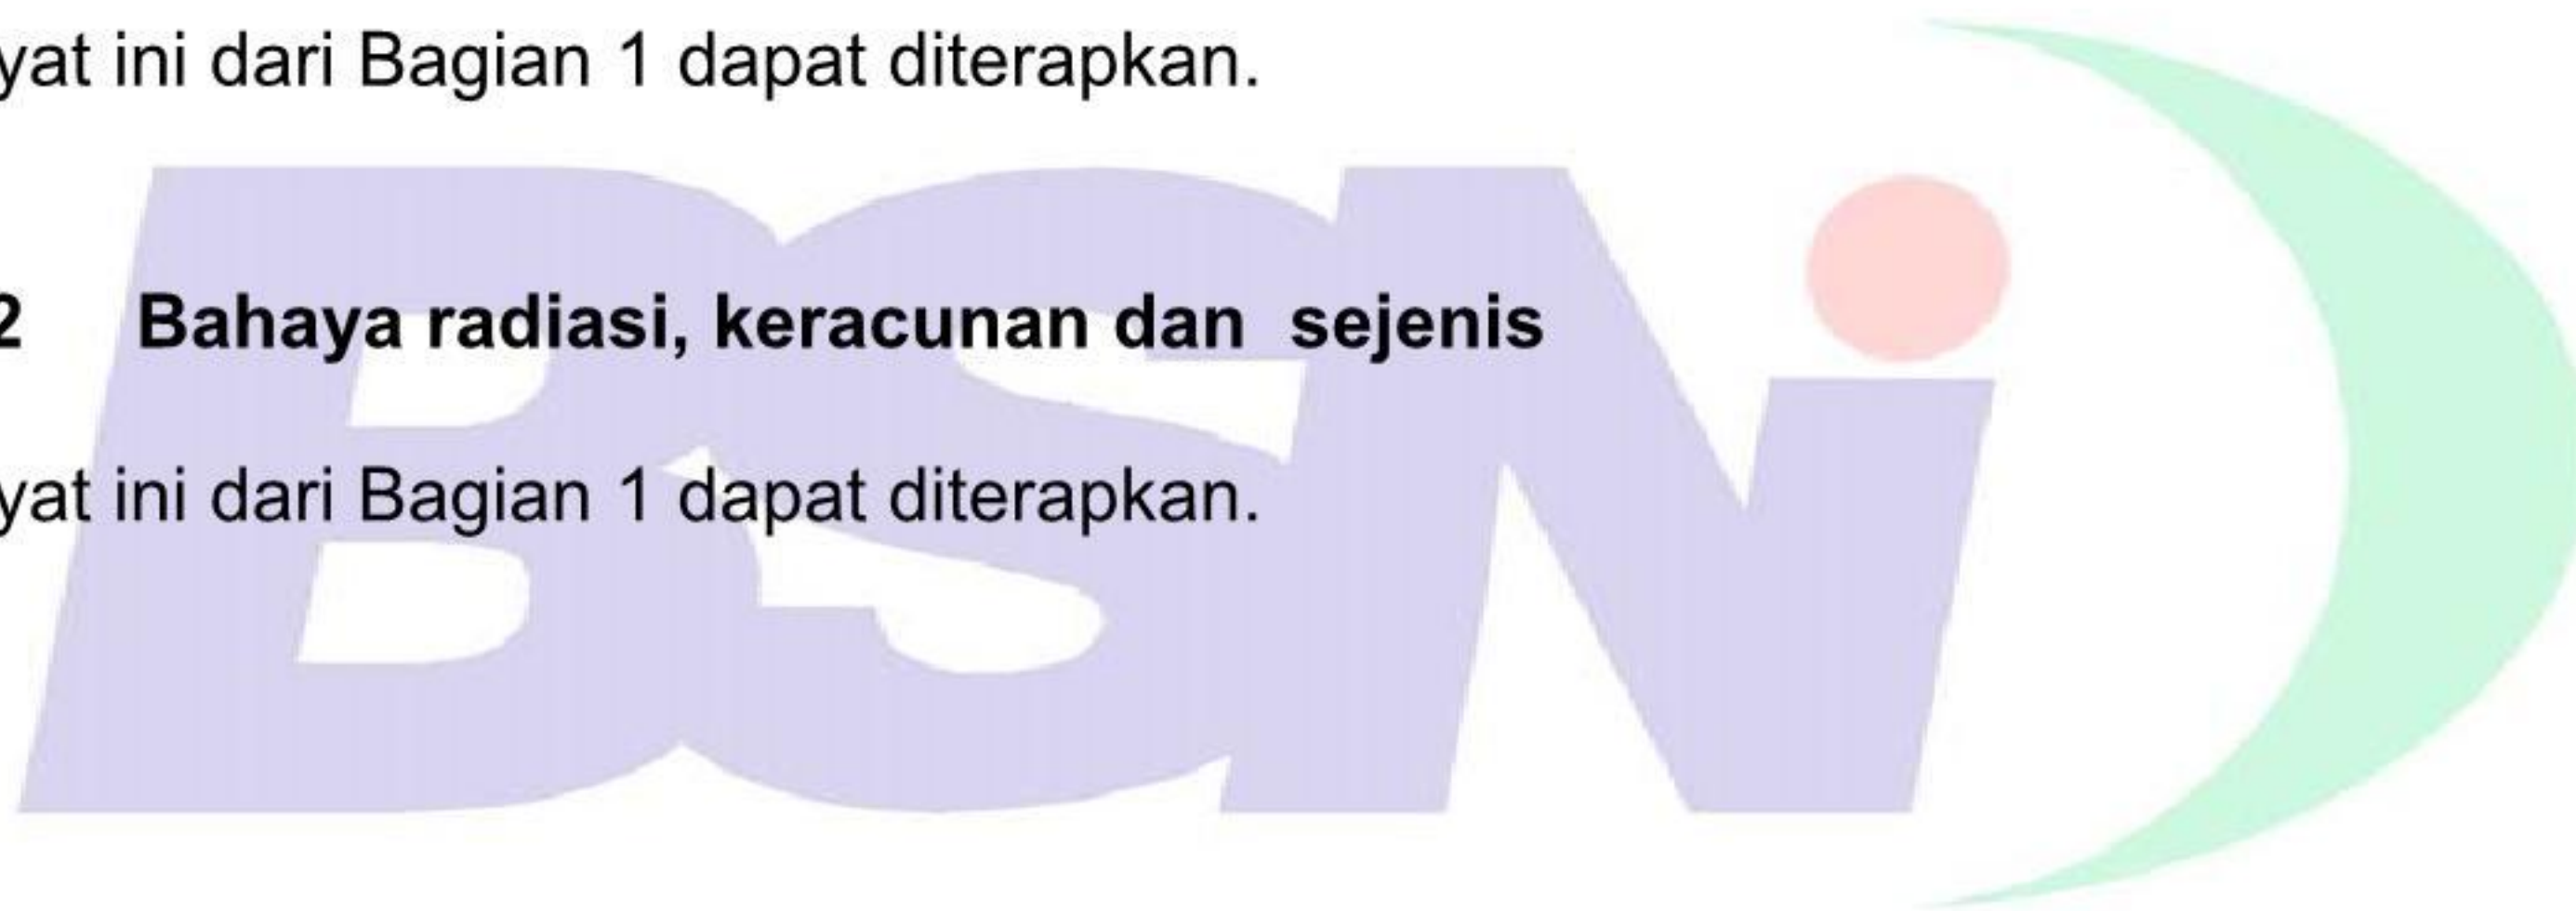 yat ini dari Bagian 1 dapat diterapkan.
2 Bahaya radiasi, keracunan dan sejenis
yat ini dari Bagian 1 dapat diterapkan.
BSNi